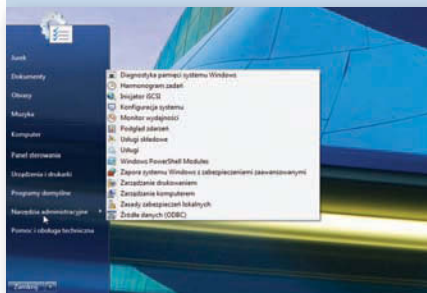 Jurek
Dokumenty
Obrazy
Muzyka
Komputer
Panel sterowania
Urządzenia i drukarki
Programy domyślne
Narzędzia administracyjne
Pomoc i obsługa techniczna
Zamknij
Diagnostyka pamięci systemu Windows
Harmonogram zadań
Inicjator iSCSI
Konfiguracja systemu
Monitor wydajności
Podgląd zdarzeń
Usługi składowe
Usługi
Windows PowerShell Modules
Zapora systemu Windows z zabezpieczeniami zaawansowanymi
Zarządzanie drukowaniem
Zarządzanie komputerem
Zasady zabezpieczeń lokalnych
Źródła danych (ODBC)